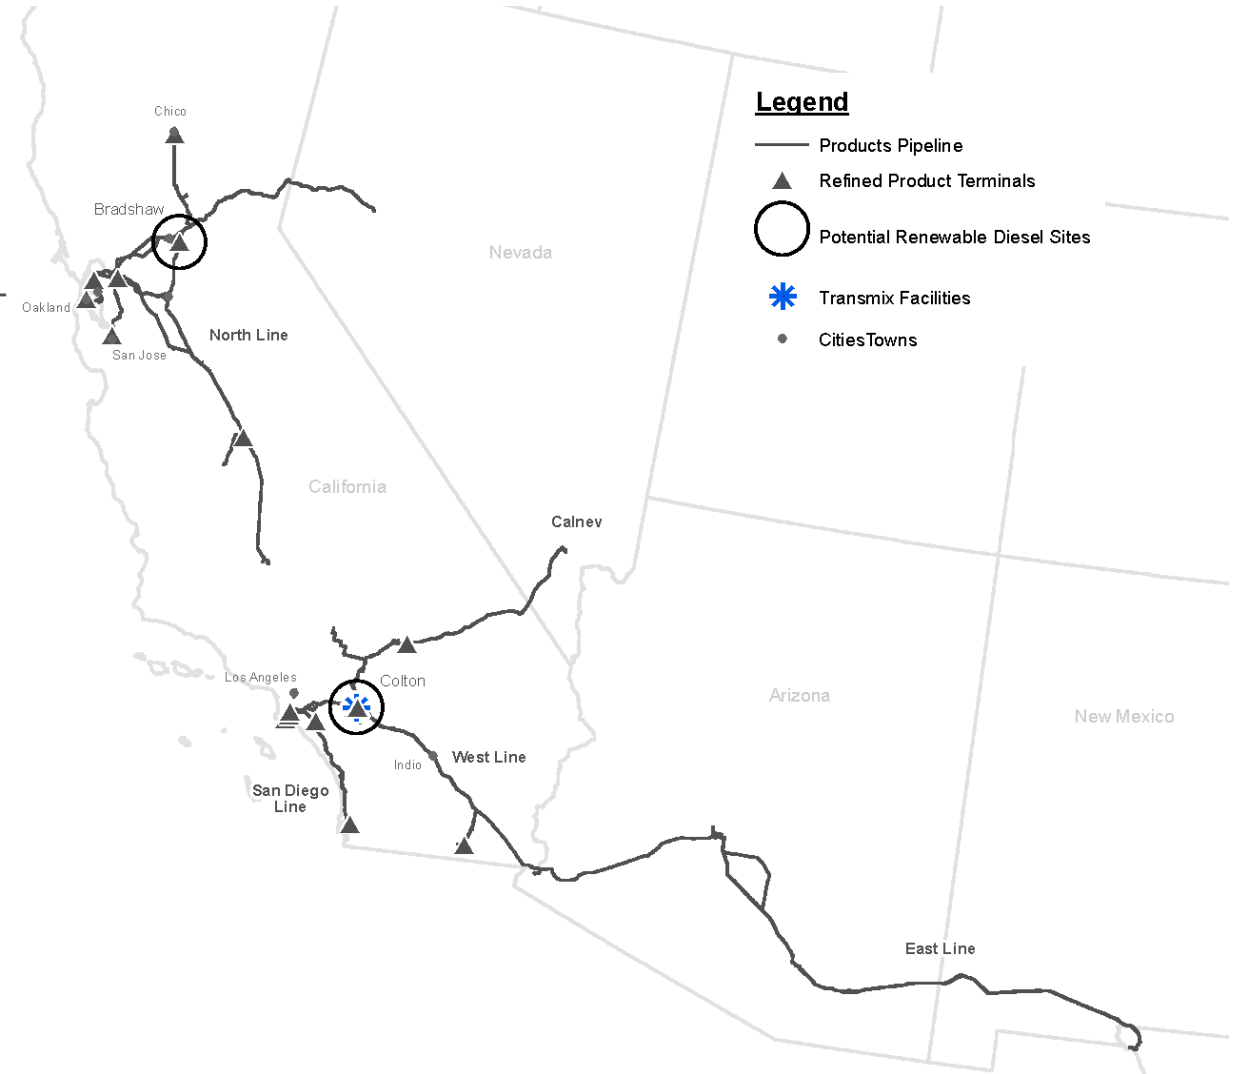 Legend
Products Pipeline
Refined Product Terminals
Potential Renewable Diesel Sites
Transmix Facilities
CitiesTowns
Chico
Bradshaw
Nevada
Oakland
North Line
San Jose
California
Calnev
Los Angeles
Colton
Arizona
New Mexico
Indio
West Line
San Diego
Line
East Line